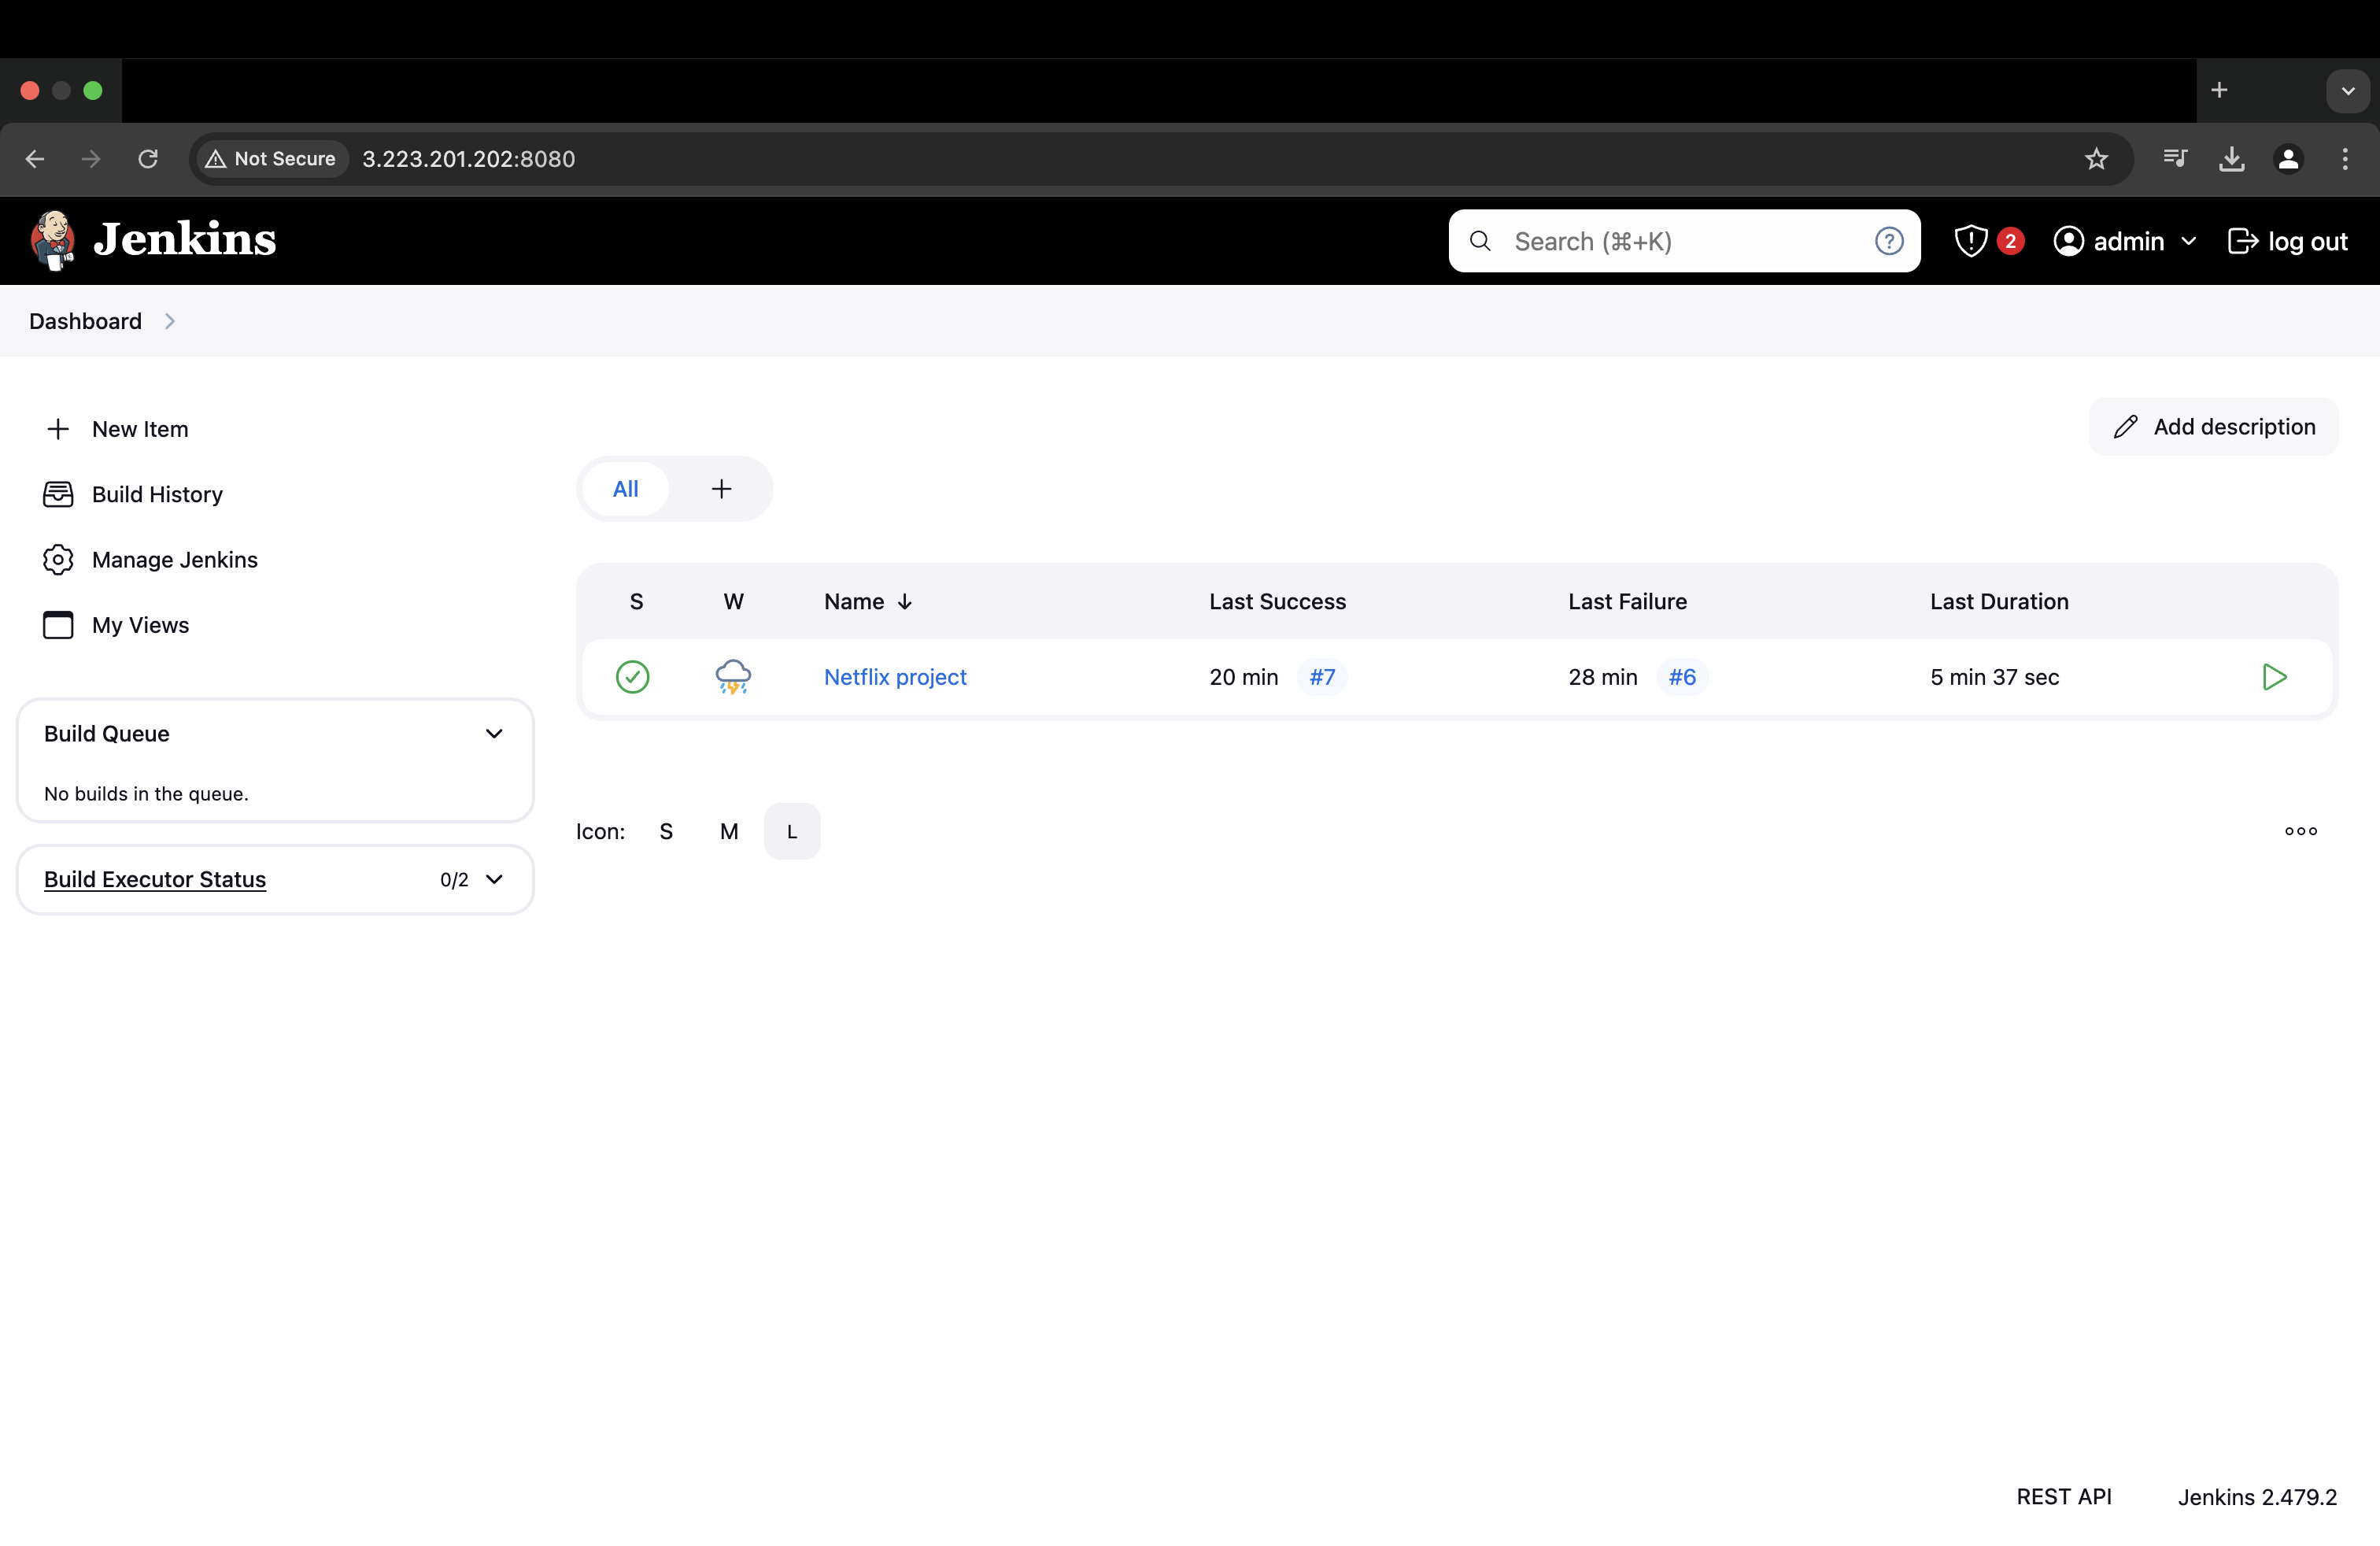 Not Secure 3.223.201.202:8080
Jenkins
Search (⌘+K) ? 2 admin log out
Dashboard
New Item
Build History
Manage Jenkins
My Views
Build Queue
No builds in the queue.
Build Executor Status 0/2
Add description
All +
S W Name ↓ Last Success Last Failure Last Duration
Netflix project 20 min #7 28 min #6 5 min 37 sec
Icon: S M L
REST API Jenkins 2.479.2